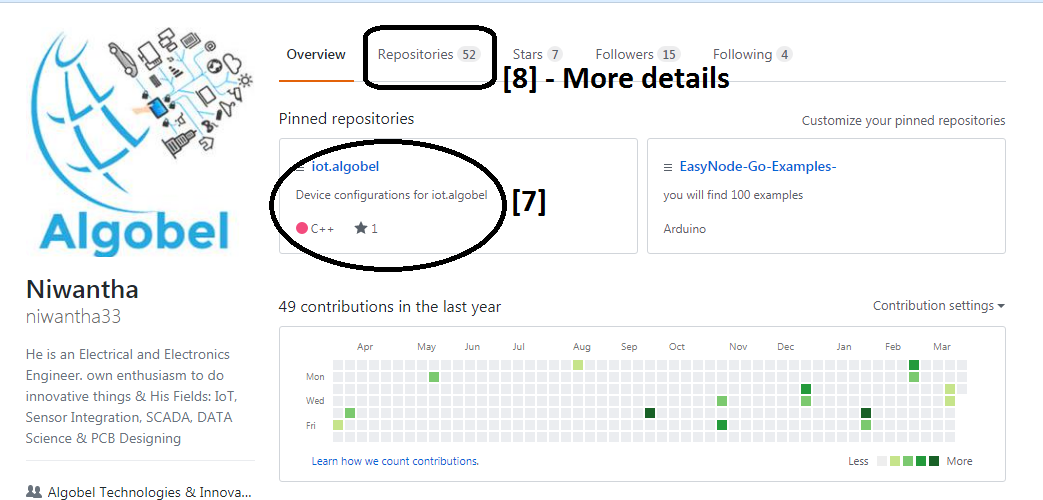 Overview Repositories 52 Stars 7 Followers 15 Following 4
[8] - More details
Pinned repositories
Customize your pinned repositories
iot.algobel
Device configurations for iot.algobel
C++ 1
[7]
EasyNode-Go-Examples-
you will find 100 examples
Arduino
Algobel
Niwantha
niwantha33
He is an Electrical and Electronics
Engineer. own enthusiasm to do
innovative things & His Fields: IoT,
Sensor Integration, SCADA, DATA
Science & PCB Designing
Algobel Technologies & Innova...
49 contributions in the last year
Contribution settings
Apr May Jun Jul Aug Sep Oct Nov Dec Jan Feb Mar
Mon
Wed
Fri
Learn how we count contributions.
Less More